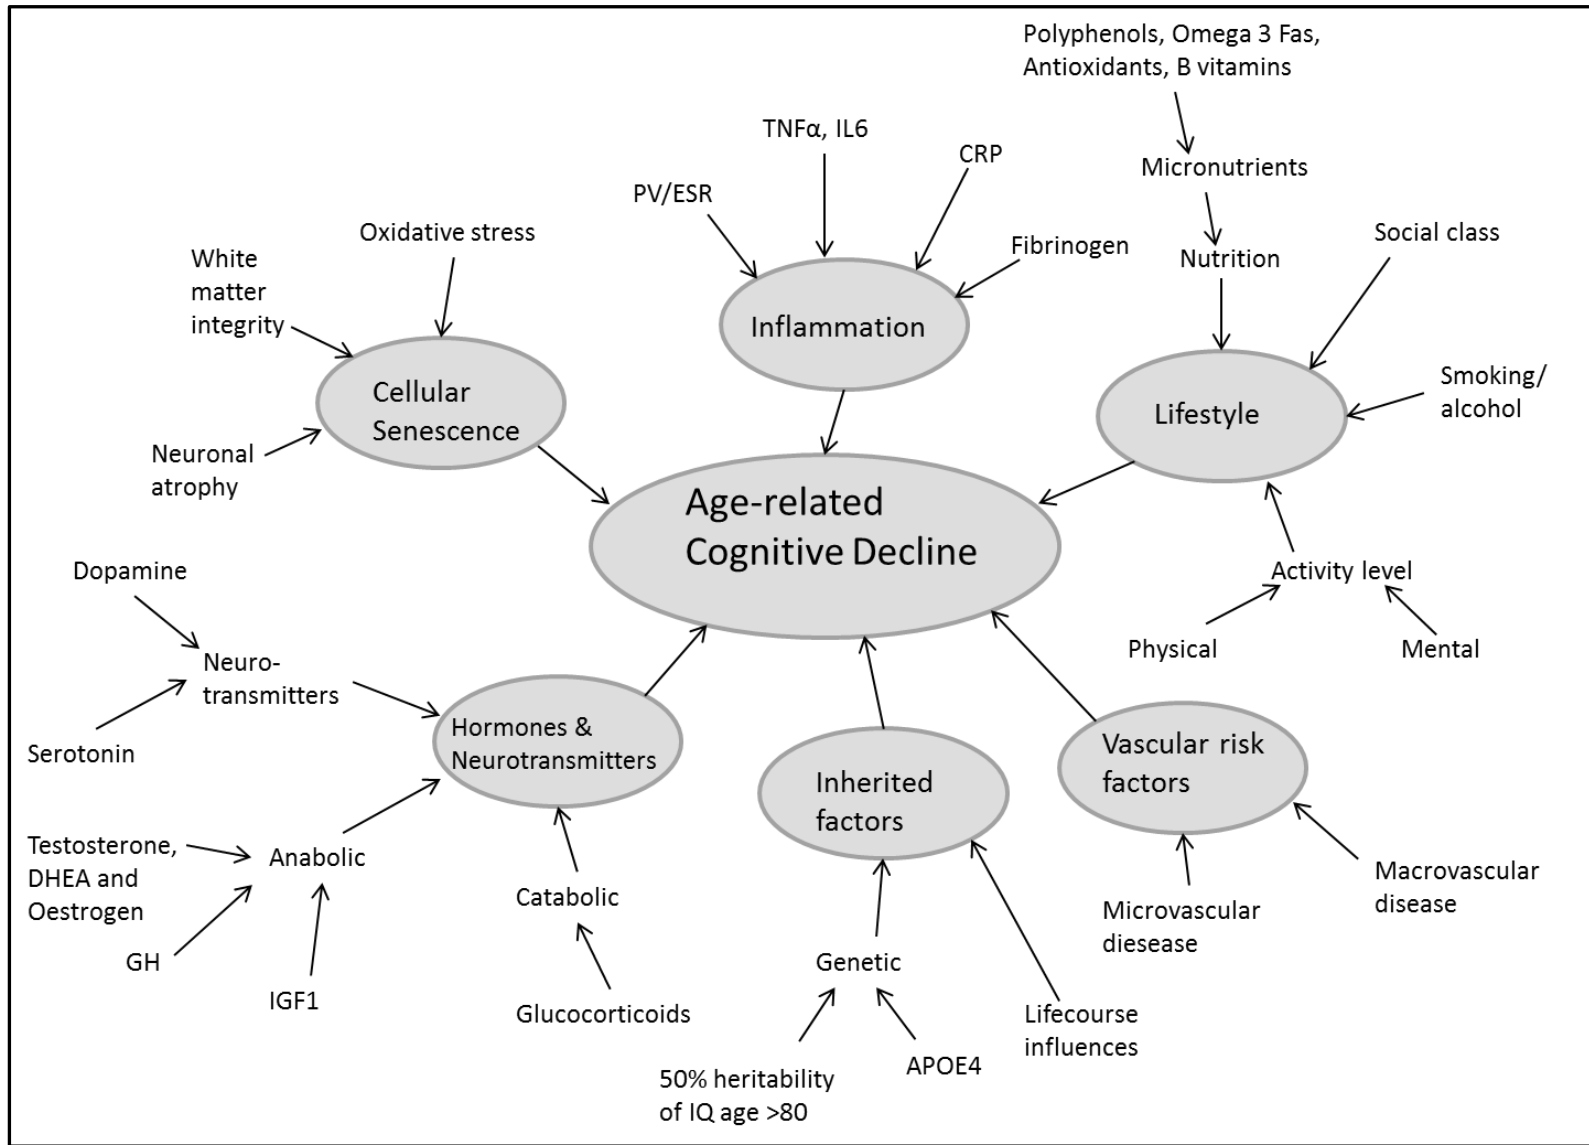 Polyphenols, Omega 3 Fas,
Antioxidants, B vitamins
TNFα, IL6
CRP
Micronutrients
PV/ESR
Oxidative stress
Fibrinogen
Social class
White
matter
integrity
Nutrition
Inflammation
Cellular
Senescence
Lifestyle
Smoking/
alcohol
Neuronal
atrophy
Age-related
Cognitive Decline
Dopamine
Activity level
Physical
Mental
Neuro-
transmitters
Serotonin
Hormones &
Neurotransmitters
Vascular risk
factors
Inherited
factors
Testosterone,
DHEA and
Oestrogen
Anabolic
Catabolic
Macrovascular
disease
Microvascular
diesease
GH
IGF1
Genetic
Glucocorticoids
Lifecourse
influences
APOE4
50% heritability
of IQ age >80